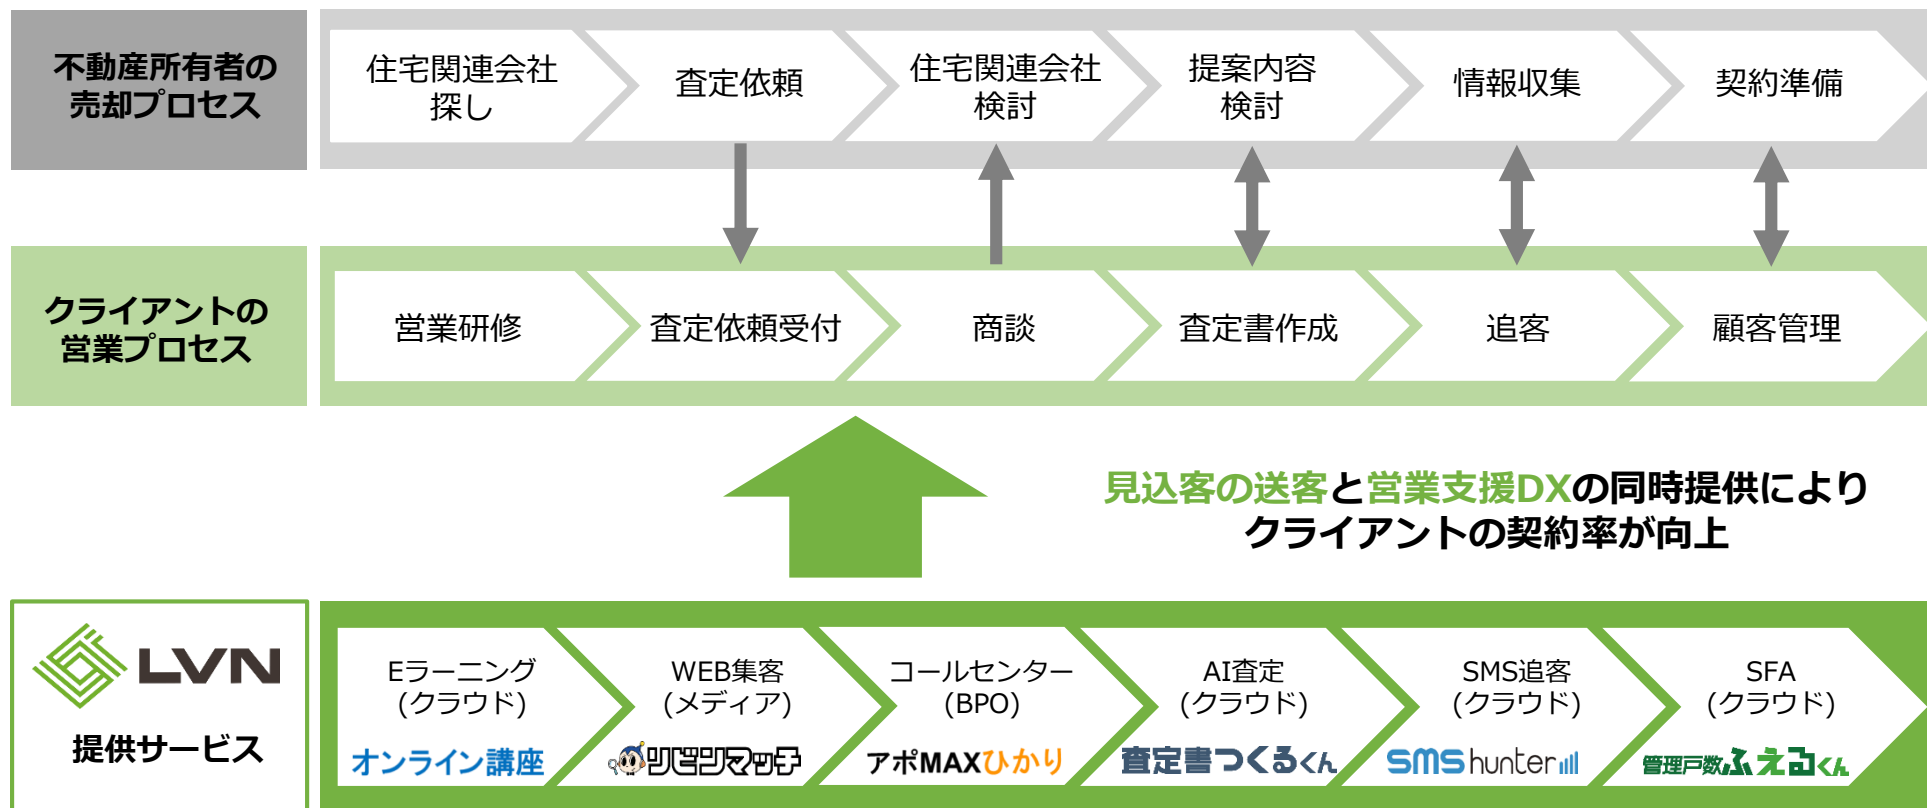 不動産所有者の
売却プロセス
住宅関連会社
探し
査定依頼
住宅関連会社
検討
提案内容
検討
情報収集
契約準備
クライアントの
営業プロセス
営業研修
査定依頼受付
商談
査定書作成
追客
顧客管理
見込客の送客と営業支援DXの同時提供により
クライアントの契約率が向上
LVN
提供サービス
Eラーニング
(クラウド)
オンライン講座
WEB集客
(メディア)
リビンマッチ
コールセンター
(BPO)
アポMAXひかり
AI査定
(クラウド)
査定書つくるくん
SMS追客
(クラウド)
SMS hunter
SFA
(クラウド)
管理戸数ふえるくん